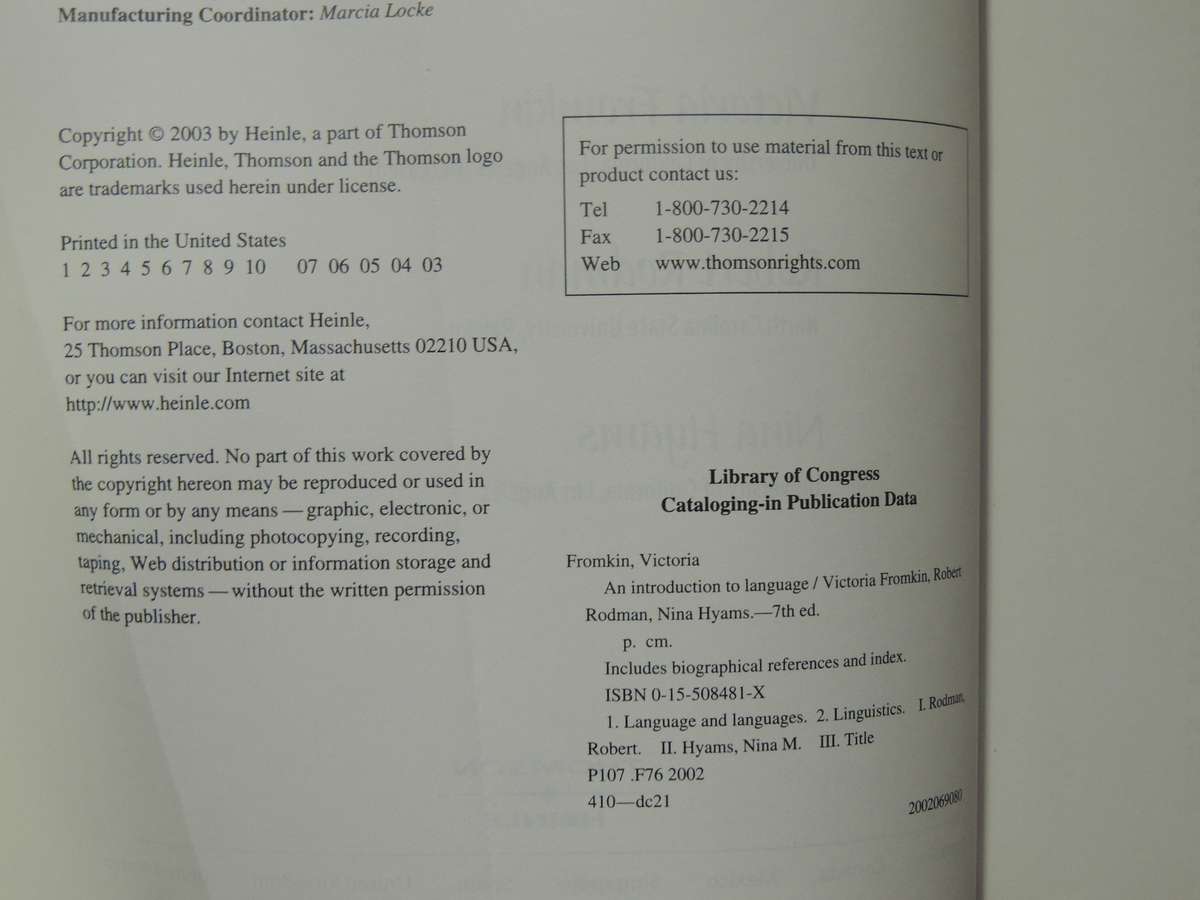 Manufacturing Coordinator: Marcia Locke
Copyright © 2003 by Heinle, a part of Thomson
Corporation. Heinle, Thomson and the Thomson logo
are trademarks used herein under license.
Printed in the United States
1 2 3 4 5 6 7 8 9 10 07 06 05 04 03
For more information contact Heinle,
25 Thomson Place, Boston, Massachusetts 02210 USA,
or you can visit our Internet site at
http://www.heinle.com
All rights reserved. No part of this work covered by
the copyright hereon may be reproduced or used in
any form or by any means — graphic, electronic, or
mechanical, including photocopying, recording,
taping, Web distribution or information storage and
retrieval systems — without the written permission
of the publisher.
For permission to use material from this text or
product contact us:
Tel 1-800-730-2214
Fax 1-800-730-2215
Web www.thomsonrights.com
Library of Congress
Cataloging-in Publication Data
Fromkin, Victoria
An introduction to language / Victoria Fromkin, Robert
Rodman, Nina Hyams.—7th ed.
p. cm.
Includes biographical references and index.
ISBN 0-15-508481-X
1. Language and languages. 2. Linguistics. I. Rodman,
Robert. II. Hyams, Nina M. III. Title
P107 .F76 2002
410—dc21
2002069080